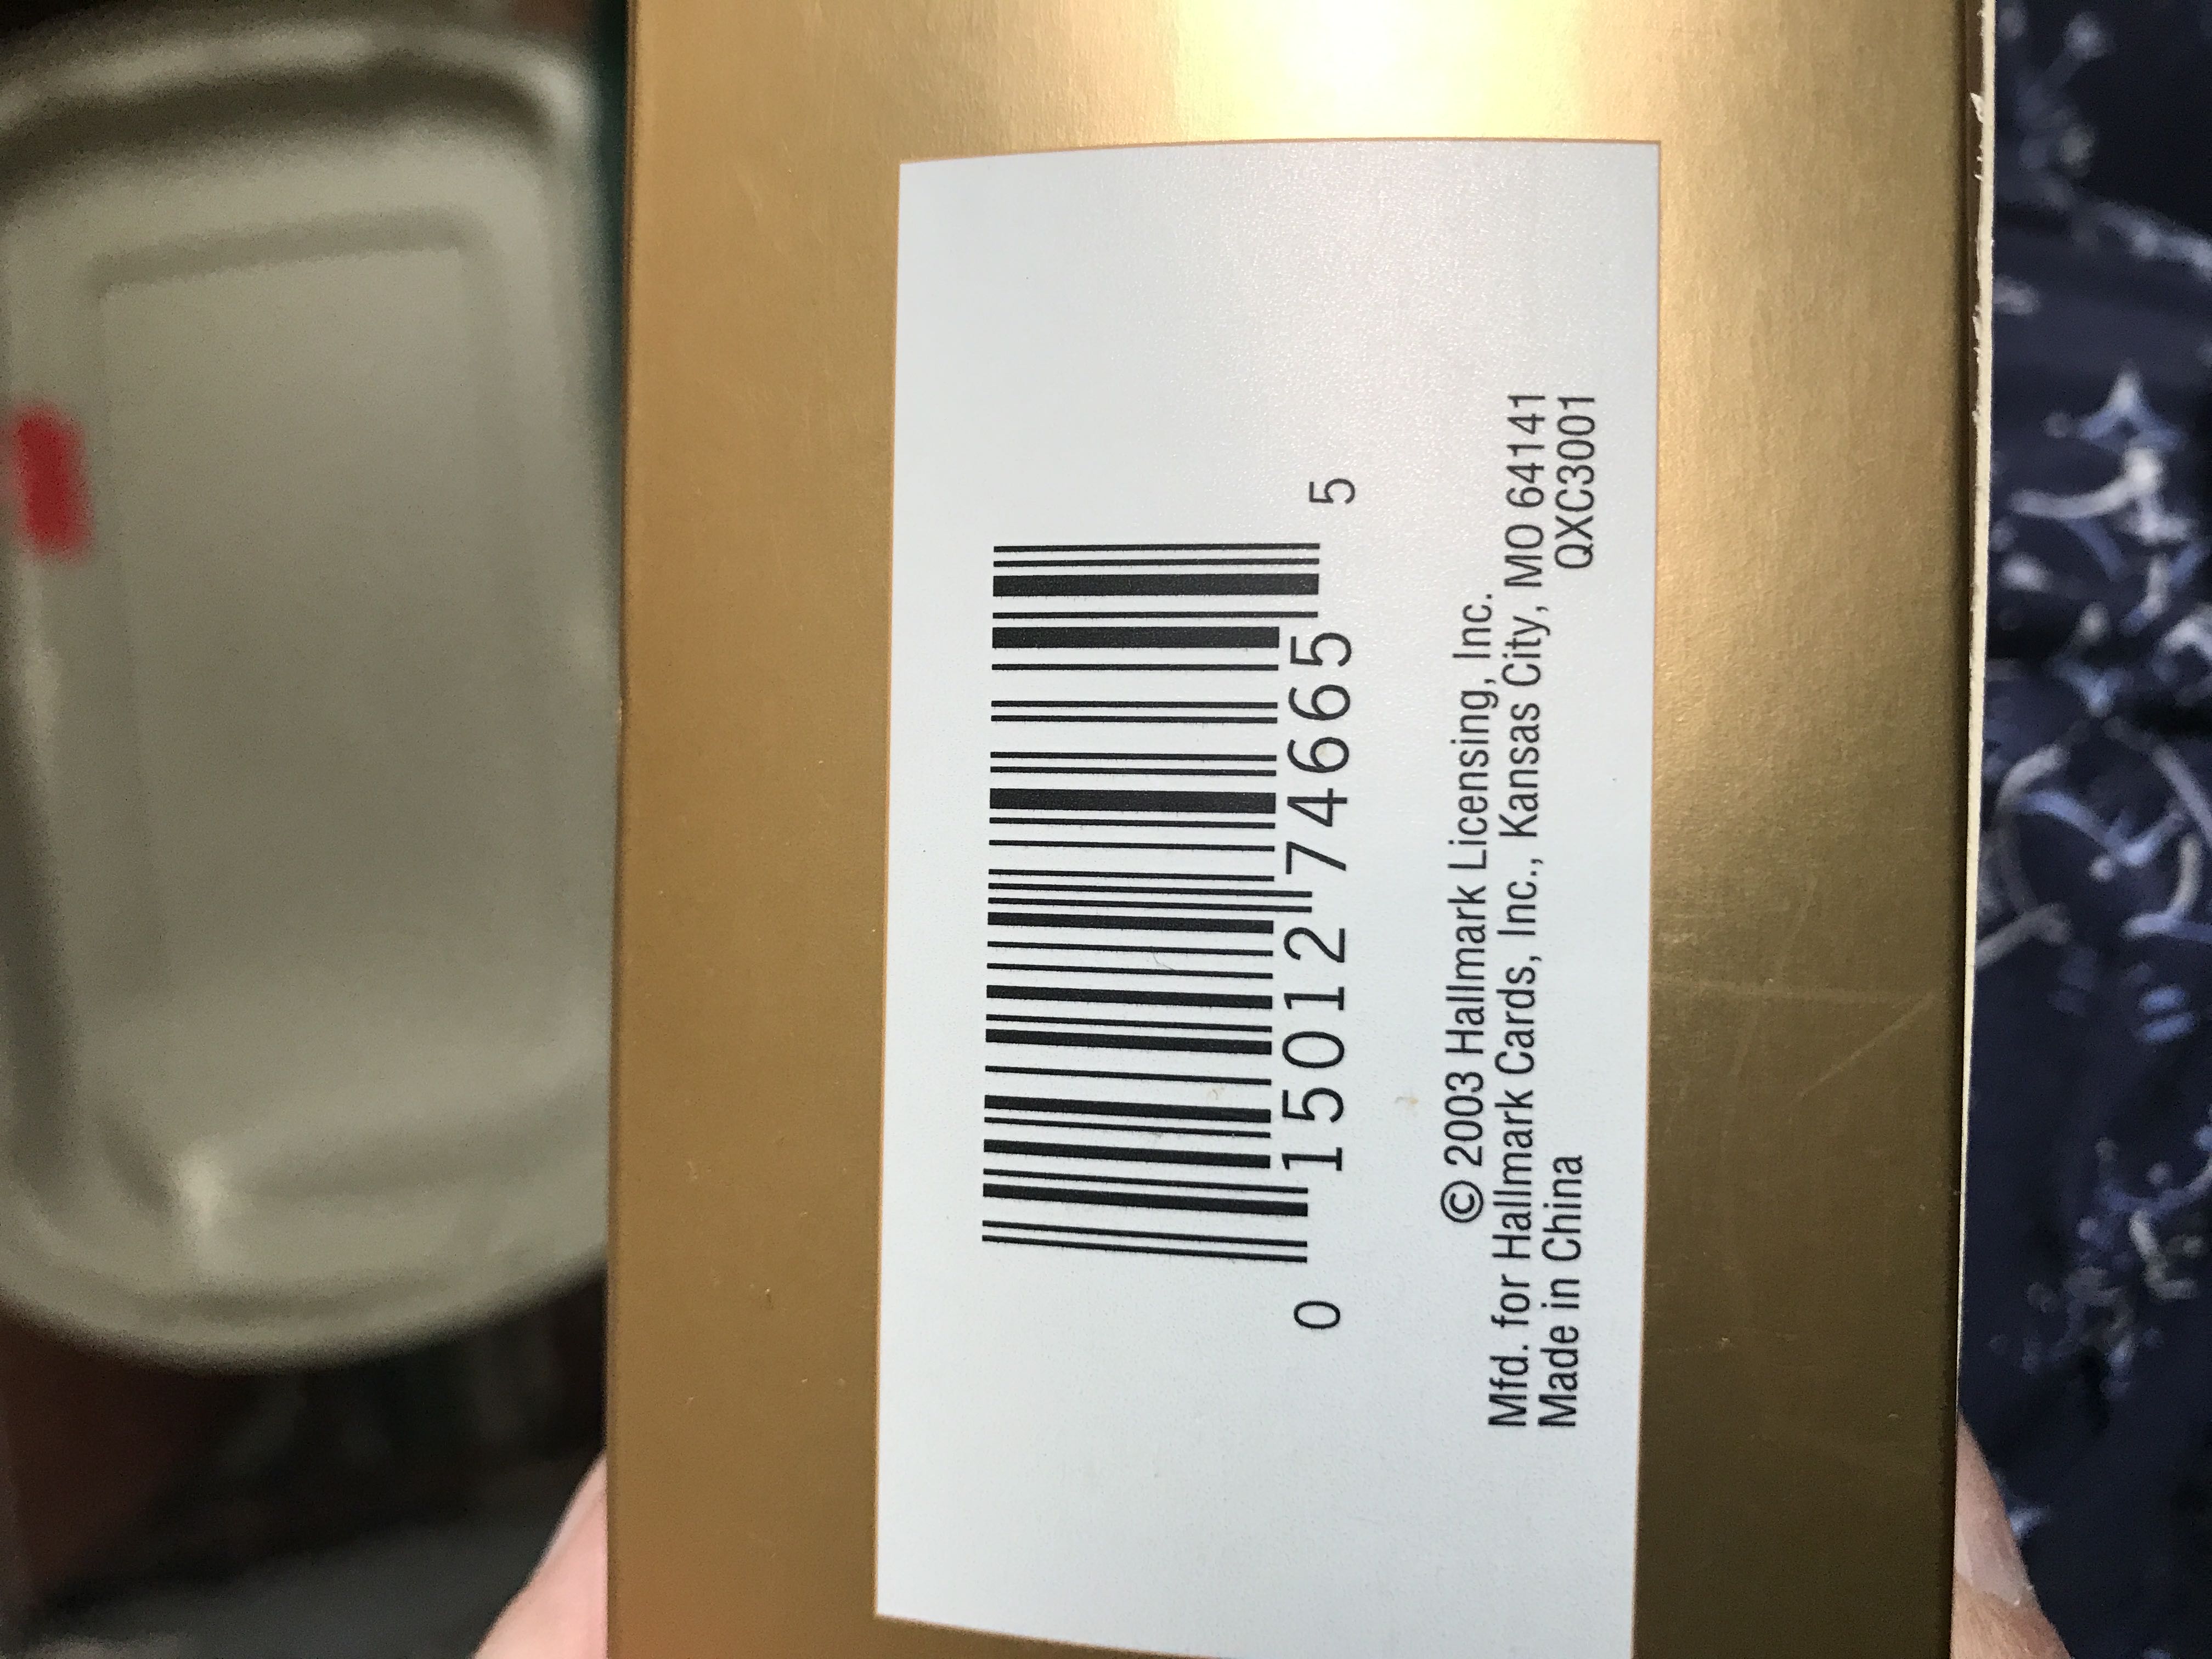 0 15012 74665 5
© 2003 Hallmark Licensing, Inc.
Mfd. for Hallmark Cards, Inc., Kansas City, MO 64141
Made in China QXC3001